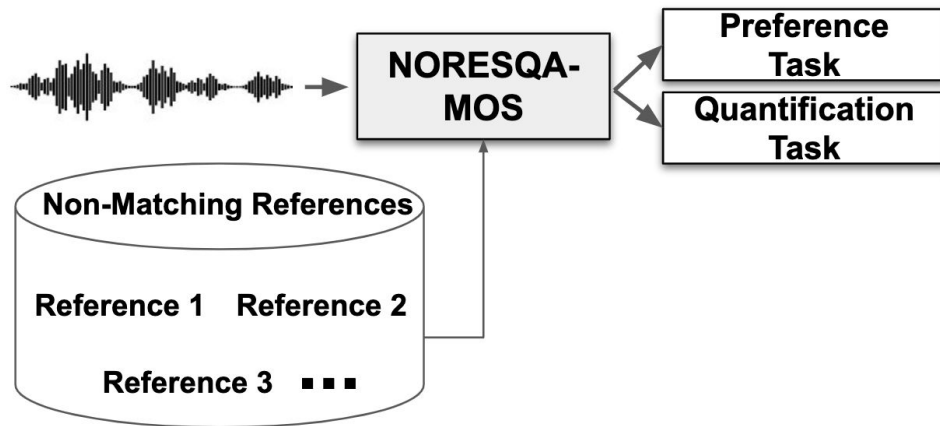 NORESQA-
MOS
Preference
Task
Quantification
Task
Non-Matching References
Reference 1 Reference 2
Reference 3 ...